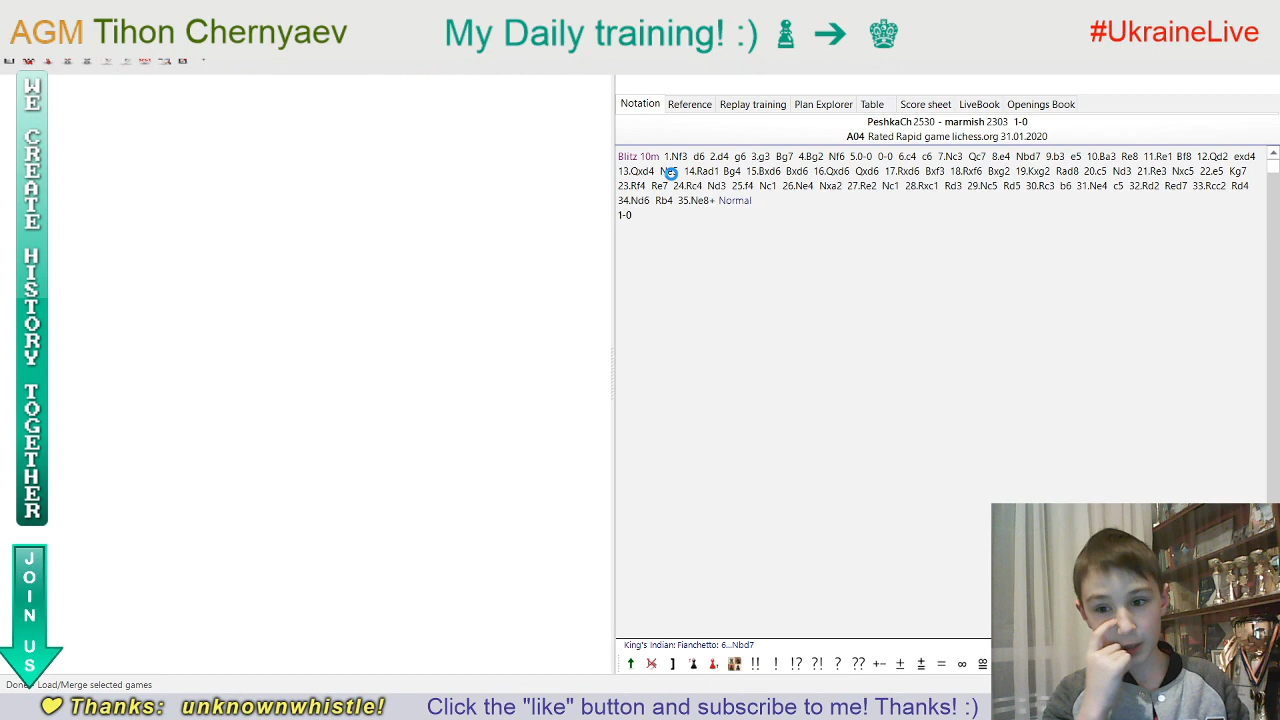 AGM Tihon Chernyaev
My Daily training! :)
#UkraineLive
WE CREATE HISTORY TOGETHER
JOIN US
Notation Reference Replay training Plan Explorer Table Score sheet LiveBook Openings Book
PeshkaCh 2530 - marmish 2303 1-0
A04 Rated Rapid game lichess.org 31.01.2020
Blitz 10m 1.Nf3 d6 2.d4 g6 3.g3 Bg7 4.Bg2 Nf6 5.0-0 0-0 6.c4 c6 7.Nc3 Qc7 8.e4 Nbd7 9.b3 e5 10.Ba3 Re8 11.Re1 Bf8 12.Qd2 exd4
13.Qxd4 14.Rad1 Bg4 15.Bxd6 Bxd6 16.Qxd6 Qxd6 17.Rxd6 Bxf3 18.Rxf6 Bxg2 19.Kxg2 Rad8 20.c5 Nd3 21.Re3 Nxc5 22.e5 Kg7
23.Rf4 Re7 24.Rc4 Nd3 25.f4 Nc1 26.Ne4 Nxa2 27.Re2 Nc1 28.Rxc1 Rd3 29.Nc5 Rd5 30.Rc3 b6 31.Ne4 c5 32.Rd2 Red7 33.Rcc2 Rd4
34.Nd6 Rb4 35.Ne8+ Normal
1-0
King's Indian: Fianchetto: 6...Nbd7
] !! ! !? ?! ? ?? +− ± ⩲ = ∞
Load/Merge selected games
Thanks: unknownwhistle!
Click the "like" button and subscribe to me! Thanks! :)